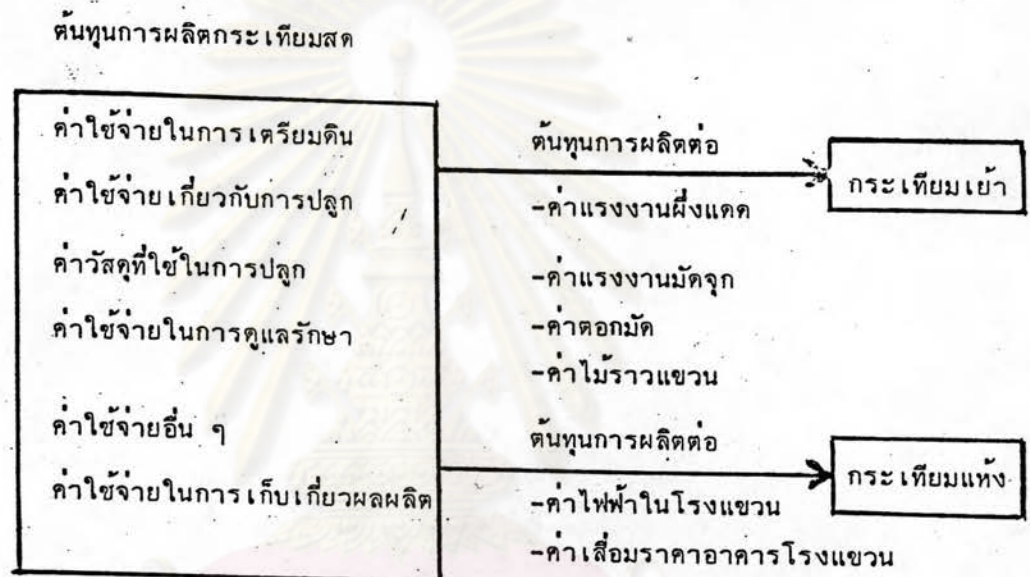 ต้นทุนการผลิตกระเทียมสด
ค่าใช้จ่ายในการเตรียมดิน
ค่าใช้จ่ายเกี่ยวกับการปลูก
ค่าวัสดุที่ใช้ในการปลูก
ค่าใช้จ่ายในการดูแลรักษา
ค่าใช้จ่ายอื่น ๆ
ค่าใช้จ่ายในการเก็บเกี่ยวผลผลิต
ต้นทุนการผลิตต่อ
-ค่าแรงงานผึ่งแดด
-ค่าแรงงานมัดจุก
-ค่าตอกมัด
-ค่าไม้ราวแขวน
กระเทียมเย้า
ต้นทุนการผลิตต่อ
-ค่าไฟฟ้าในโรงแขวน
-ค่าเสื่อมราคาอาคารโรงแขวน
กระเทียมแห้ง